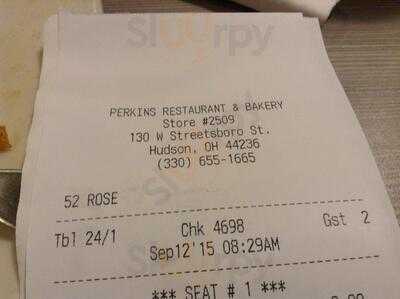 PERKINS RESTAURANT & BAKERY
Store #2509
130 W Streetsboro St.
Hudson, OH 44236
(330) 655-1665
52 ROSE
Tbl 24/1 Chk 4698 Gst 2
Sep12'15 08:29AM
*** SEAT # 1 ***